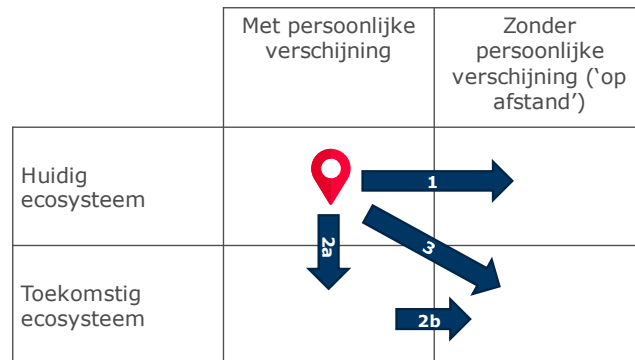 Met persoonlijke
verschijning
Zonder
persoonlijke
verschijning (‘op
afstand’)
Huidig
ecosysteem
1
2a
3
Toekomstig
ecosysteem
2b